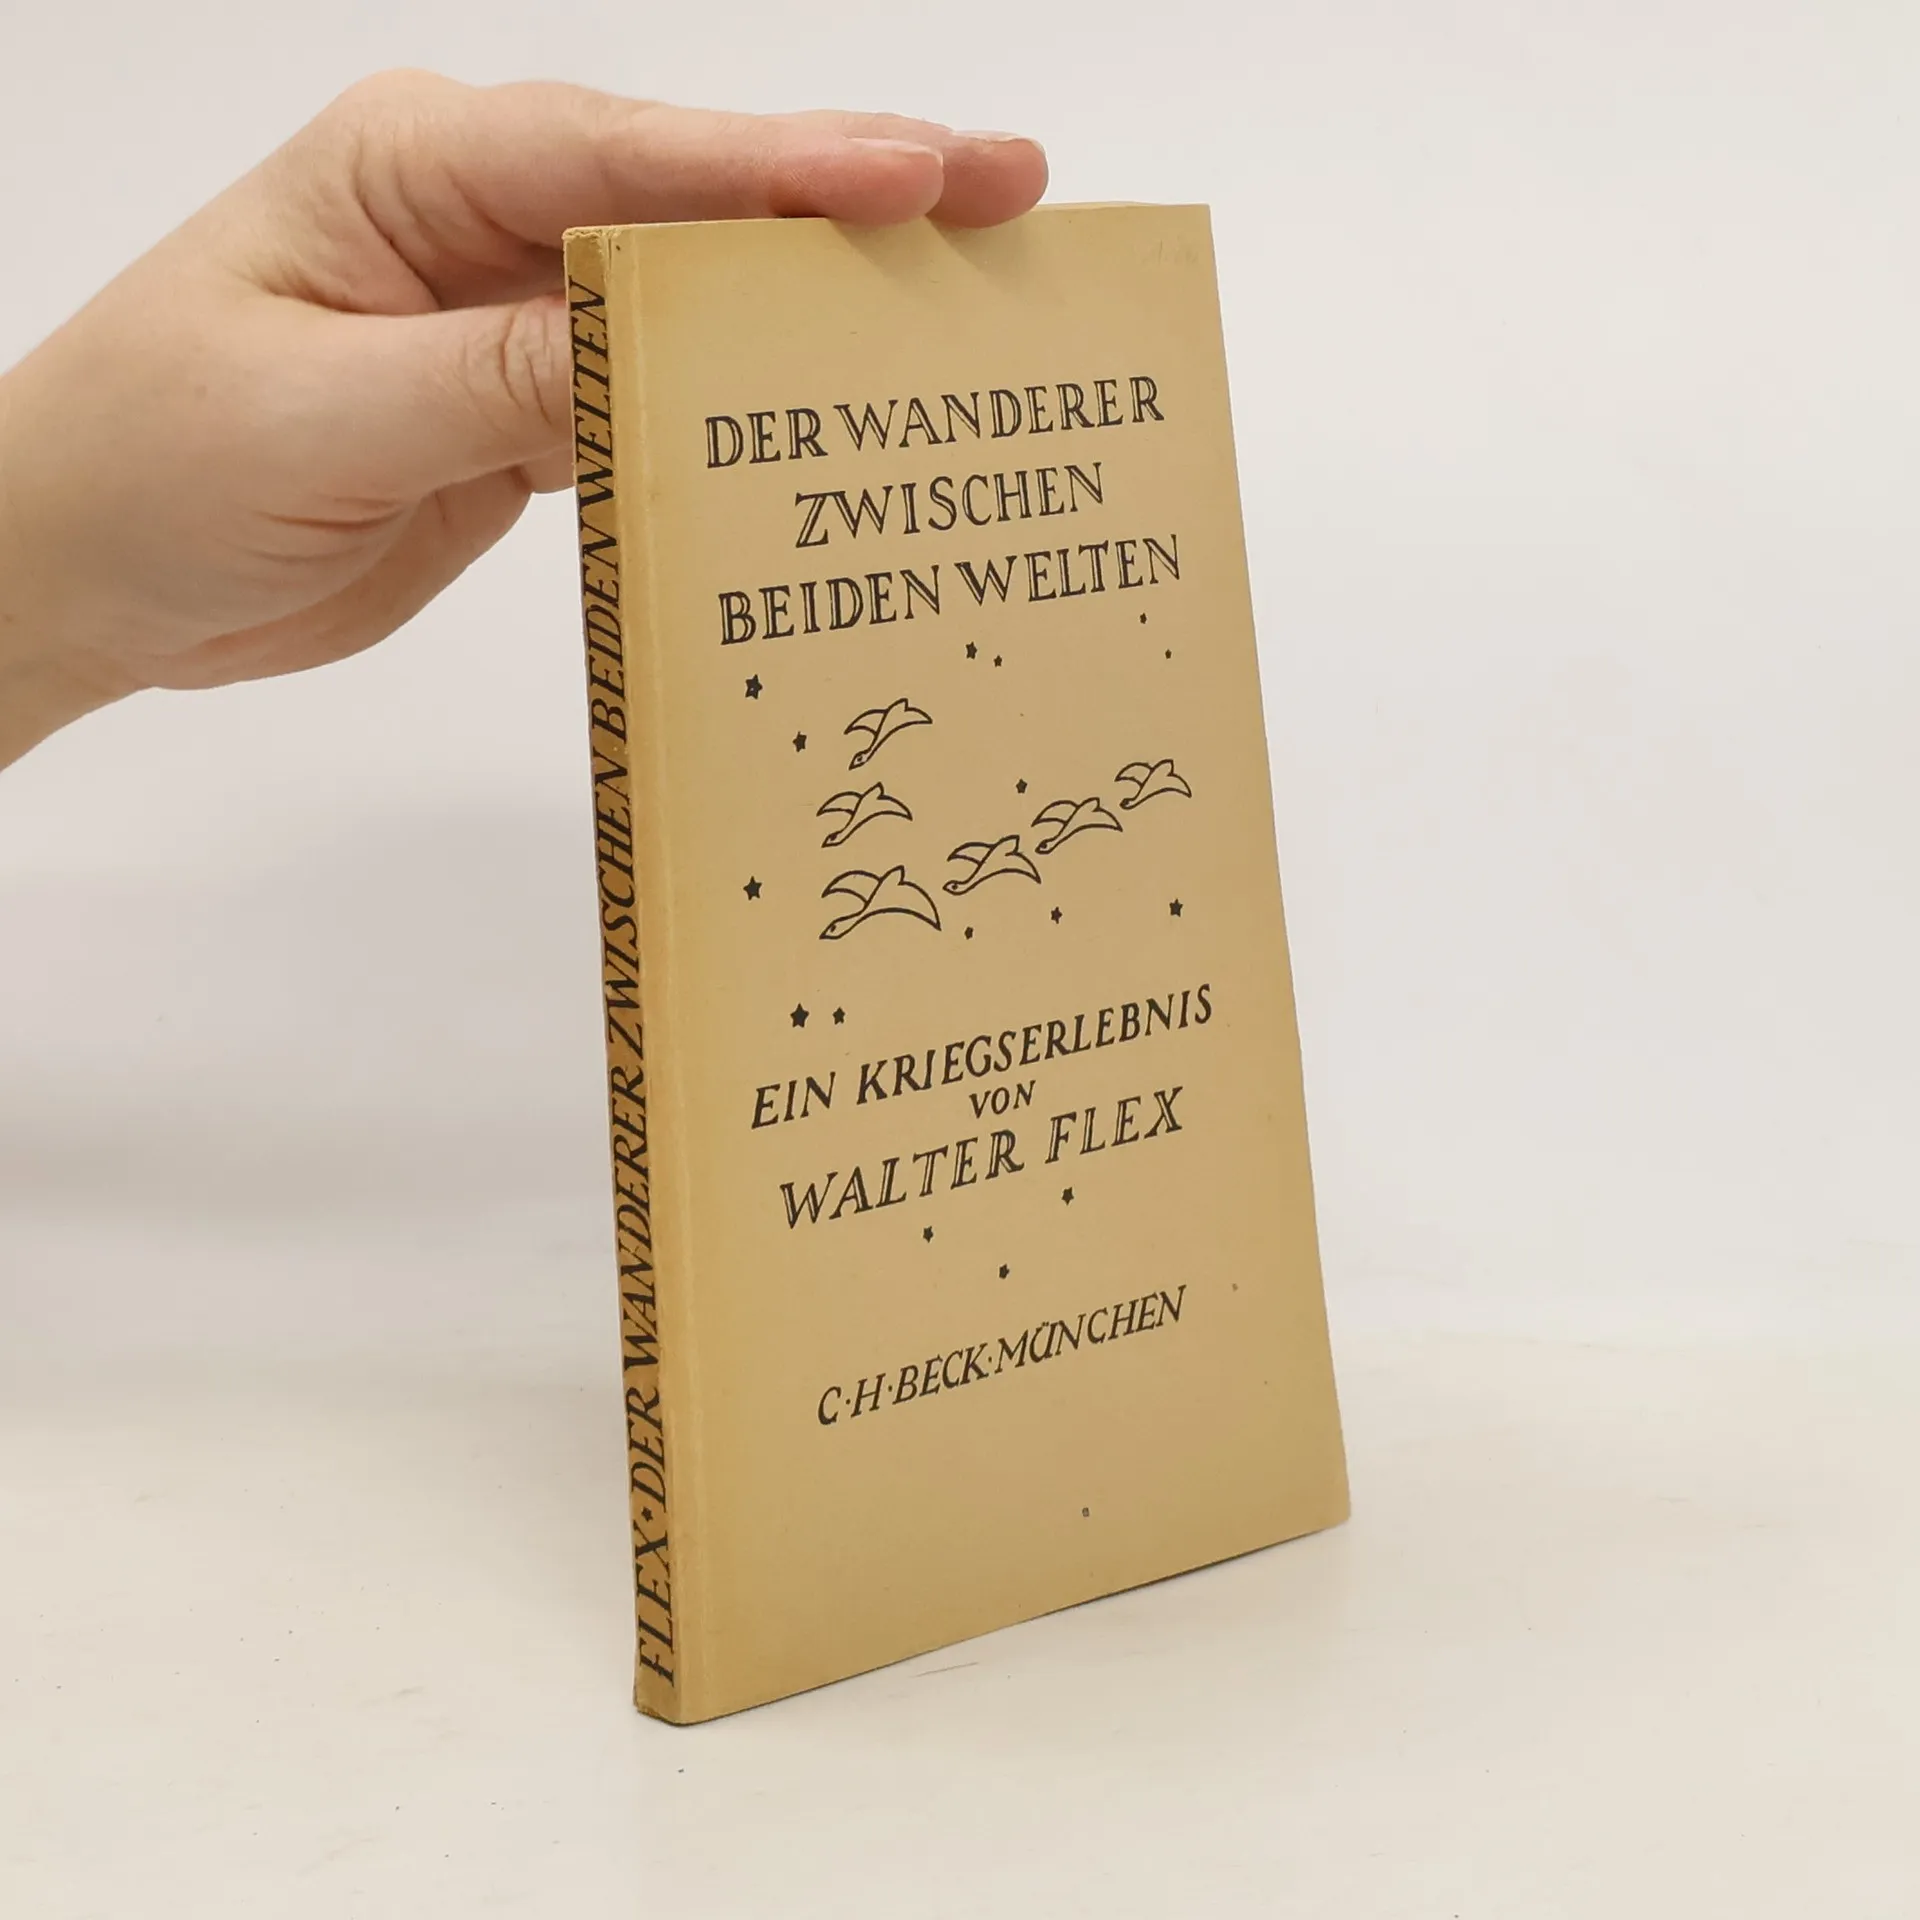 FLEX★DER WANDERER ZWISCHEN BEIDEN WELTEN
DER WANDERER
ZWISCHEN
BEIDEN WELTEN
EIN KRIEGSERLEBNIS
VON
WALTER FLEX
C·H·BECK·MÜNCHEN